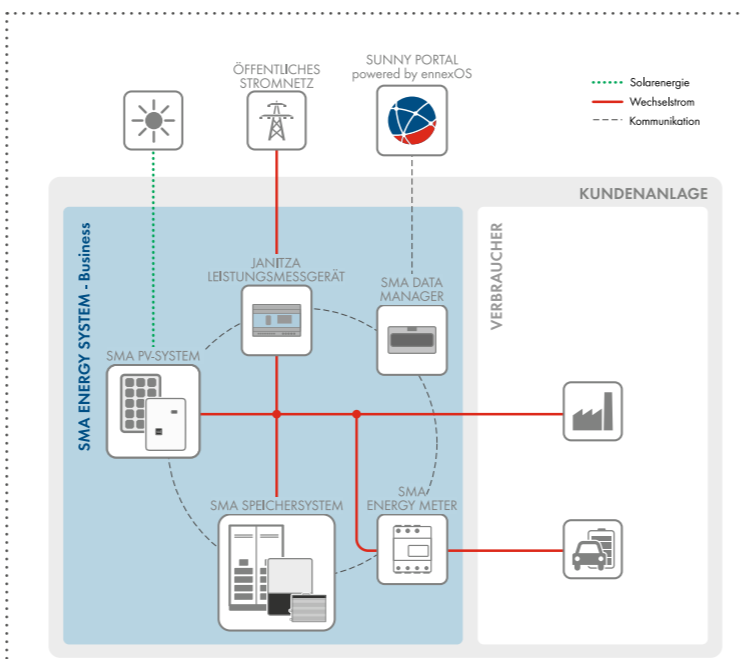 SUNNY PORTAL
powered by ennexOS
ÖFFENTLICHES
STROMNETZ
Solarenergie
Wechselstrom
Kommunikation
KUNDENANLAGE
SMA ENERGY SYSTEM - Business
VERBRAUCHER
JANITZA
LEISTUNGSMESSGERÄT
SMA DATA
MANAGER
SMA PV-SYSTEM
SMA SPEICHERSYSTEM
SMA
ENERGY METER